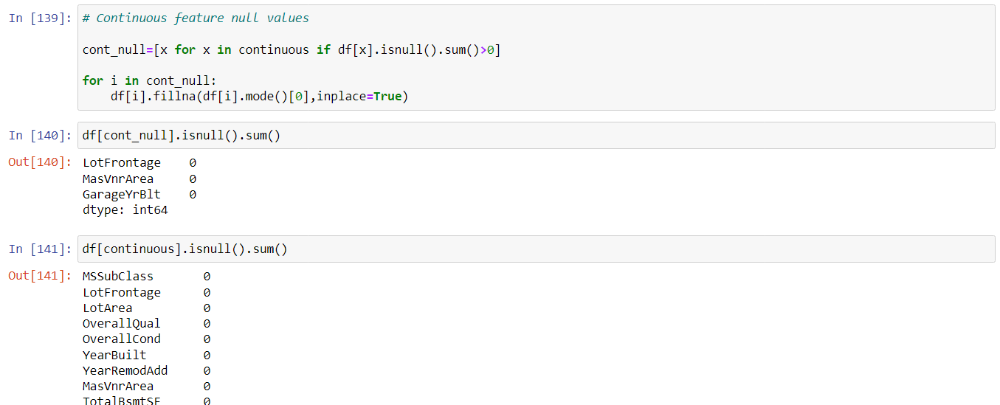 In [139]: # Continuous feature null values
cont_null=[x for x in continuous if df[x].isnull().sum()>0]
for i in cont_null:
    df[i].fillna(df[i].mode()[0],inplace=True)
In [140]: df[cont_null].isnull().sum()
Out[140]: LotFrontage    0
MasVnrArea     0
GarageYrBlt    0
dtype: int64
In [141]: df[continuous].isnull().sum()
Out[141]: MSSubClass       0
LotFrontage      0
LotArea          0
OverallQual      0
OverallCond      0
YearBuilt        0
YearRemodAdd     0
MasVnrArea       0
TotalBsmtSF      0